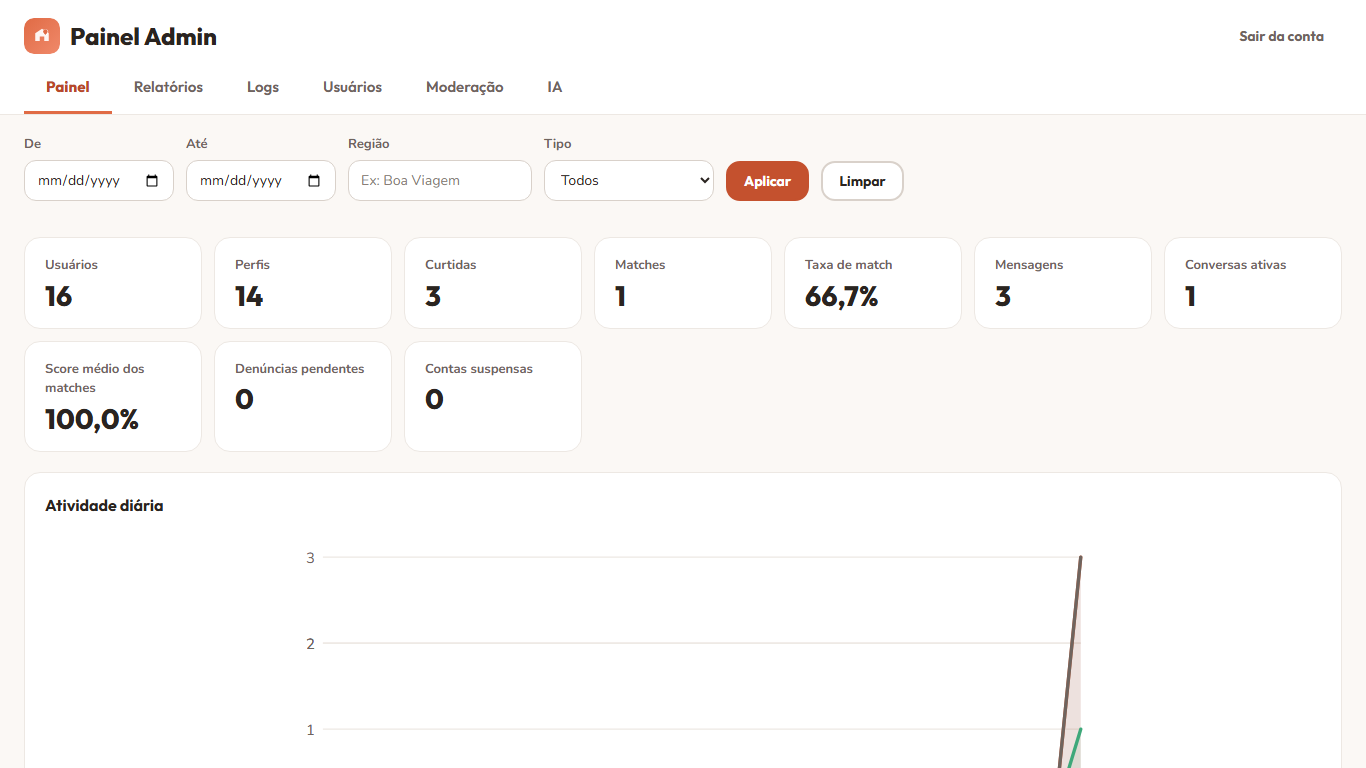 Painel Admin
Sair da conta
Painel Relatórios Logs Usuários Moderação IA
De Até Região Tipo
mm/dd/yyyy mm/dd/yyyy Ex: Boa Viagem Todos Aplicar Limpar
Usuários Perfis Curtidas Matches Taxa de match Mensagens Conversas ativas
16 14 3 1 66,7% 3 1
Score médio dos Denúncias pendentes Contas suspensas
matches
100,0% 0 0
Atividade diária
3
2
1